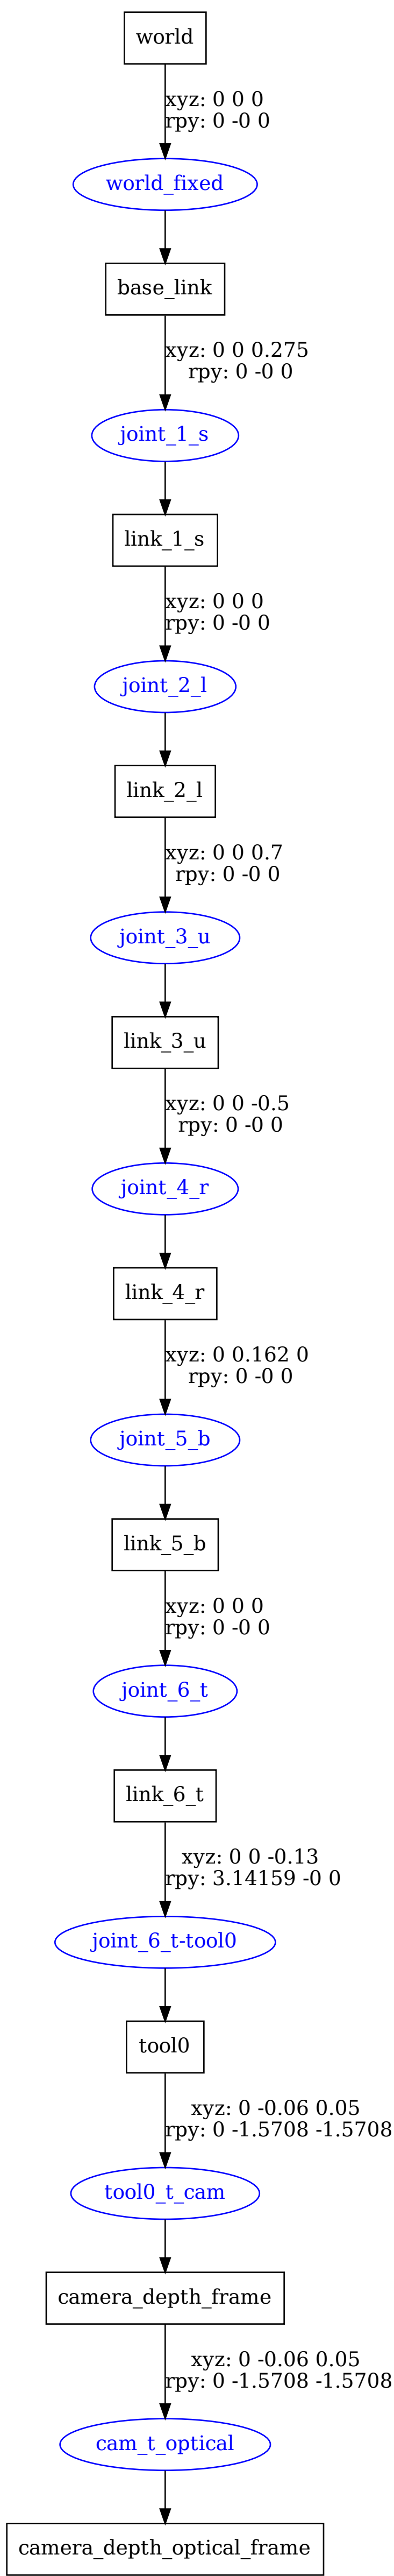 world
xyz: 0 0 0
rpy: 0 -0 0
world_fixed
base_link
xyz: 0 0 0.275
rpy: 0 -0 0
joint_1_s
link_1_s
xyz: 0 0 0
rpy: 0 -0 0
joint_2_l
link_2_l
xyz: 0 0 0.7
rpy: 0 -0 0
joint_3_u
link_3_u
xyz: 0 0 -0.5
rpy: 0 -0 0
joint_4_r
link_4_r
xyz: 0 0.162 0
rpy: 0 -0 0
joint_5_b
link_5_b
xyz: 0 0 0
rpy: 0 -0 0
joint_6_t
link_6_t
xyz: 0 0 -0.13
rpy: 3.14159 -0 0
joint_6_t-tool0
tool0
xyz: 0 -0.06 0.05
rpy: 0 -1.5708 -1.5708
tool0_t_cam
camera_depth_frame
xyz: 0 -0.06 0.05
rpy: 0 -1.5708 -1.5708
cam_t_optical
camera_depth_optical_frame